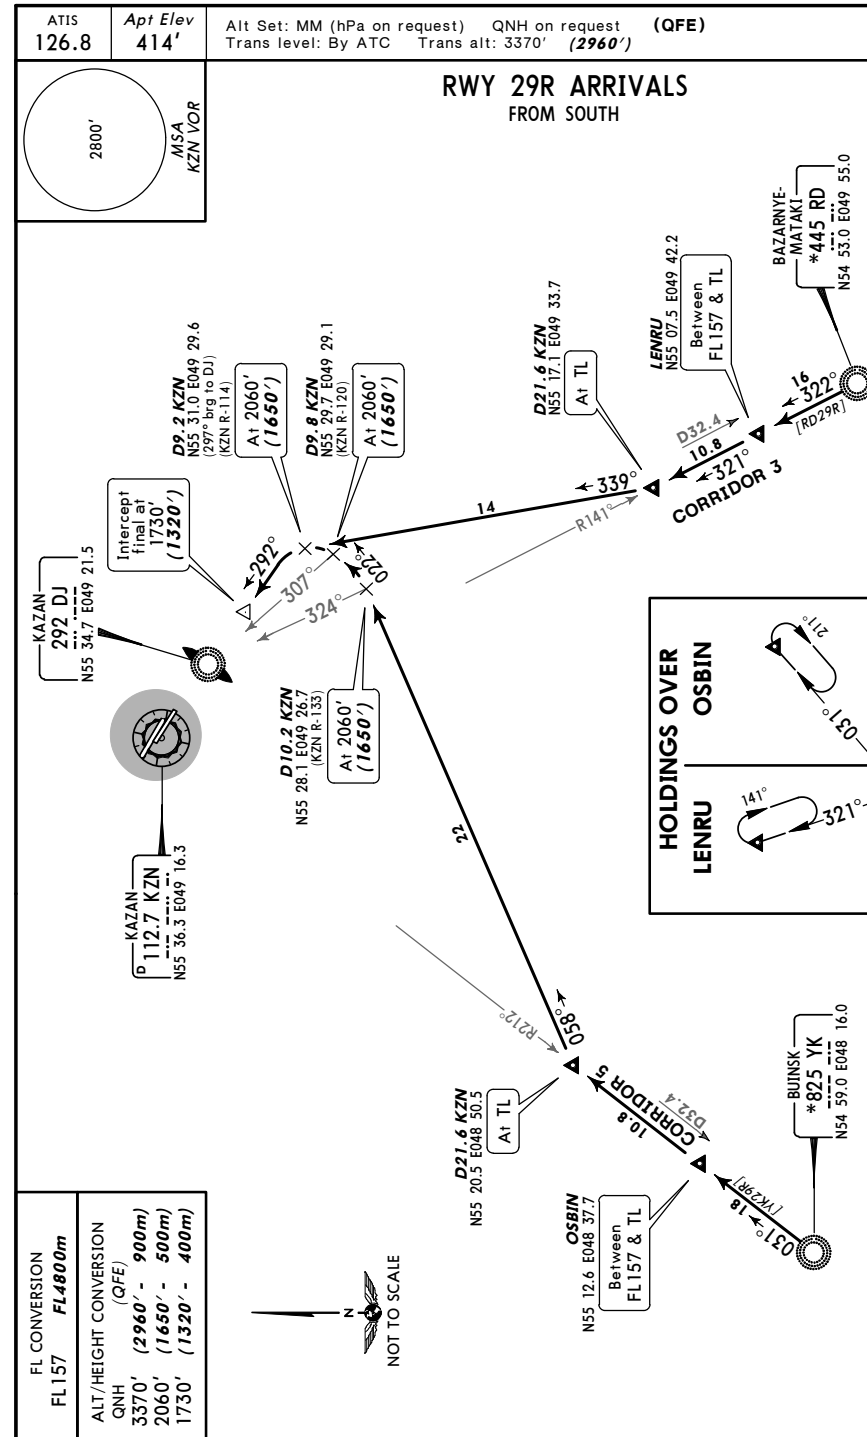 ATIS
126.8
Apt Elev
414'
Alt Set: MM (hPa on request) QNH on request (QFE)
Trans level: By ATC Trans alt: 3370' (2960')
RWY 29R ARRIVALS
FROM SOUTH
2800'
MSA
KZN VOR
BAZARNYE-
MATAKI
*445 RD
N54 53.0 E049 55.0
LENRU
N55 07.5 E049 42.2
Between
FL157 & TL
D21.6 KZN
N55 17.1 E049 33.7
At TL
D9.2 KZN
N55 31.0 E049 29.6
(297° brg to DJ)
(KZN R-114)
At 2060'
(1650')
D9.8 KZN
N55 29.7 E049 29.1
(KZN R-120)
At 2060'
(1650')
Intercept
final at
1730'
(1320')
KAZAN
292 DJ
N55 34.7 E049 21.5
16
322°
[RD29R]
D32.4
10.8
321°
CORRIDOR 3
339°
R141°
14
292°
307°
324°
022°
D10.2 KZN
N55 28.1 E049 26.7
(KZN R-133)
At 2060'
(1650')
KAZAN
D 112.7 KZN
N55 36.3 E049 16.3
HOLDINGS OVER
LENRU
OSBIN
141°
321°
211°
031°
22
R212°
058°
D21.6 KZN
N55 20.5 E048 50.5
At TL
CORRIDOR 5
10.8
D32.4
OSBIN
N55 12.6 E048 37.7
Between
FL157 & TL
[YK29R]
18
031°
BUINSK
*825 YK
N54 59.0 E048 16.0
FL CONVERSION
FL157 FL4800m
ALT/HEIGHT CONVERSION
QNH (QFE)
3370' (2960' - 900m)
2060' (1650' - 500m)
1730' (1320' - 400m)
N
NOT TO SCALE